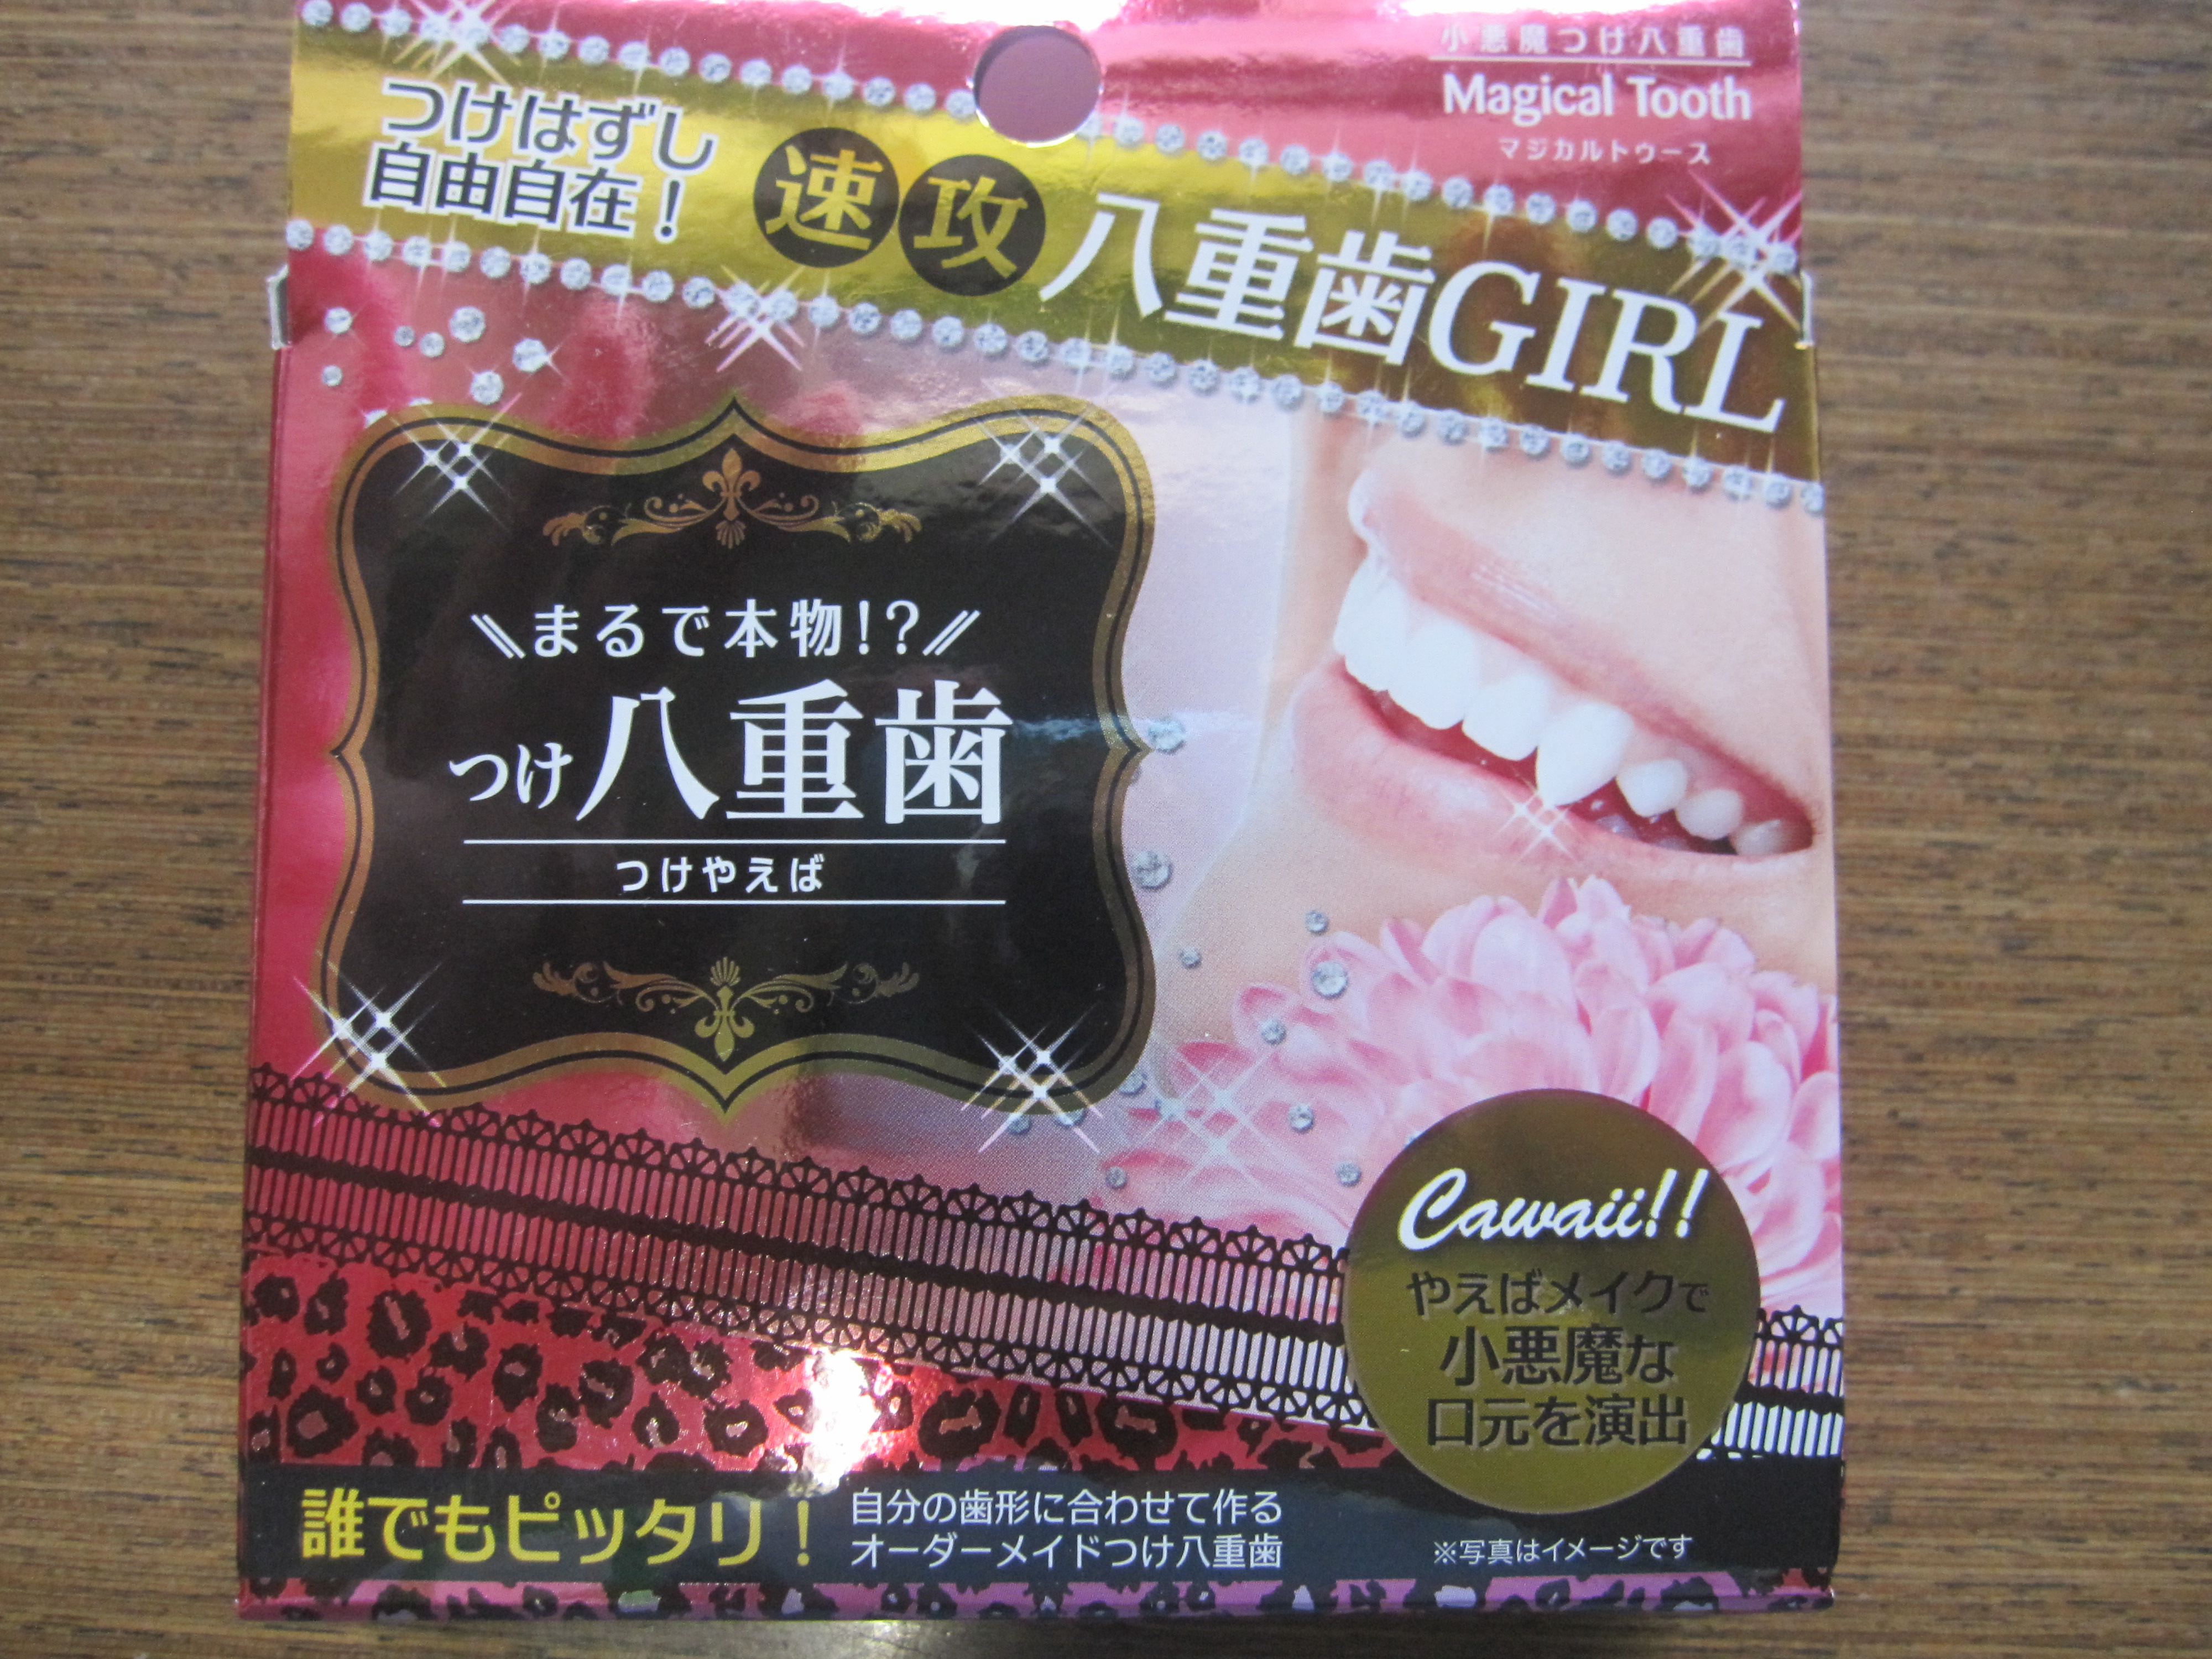 小悪魔つけ八重歯
Magical Tooth
マジカルトゥース
つけはずし
自由自在！
速攻八重歯GIRL
まるで本物!?
つけ八重歯
つけやえば
Cawaii!!
やえばメイクで
小悪魔な
口元を演出
誰でもピッタリ！
自分の歯形に合わせて作る
オーダーメイドつけ八重歯
※写真はイメージです